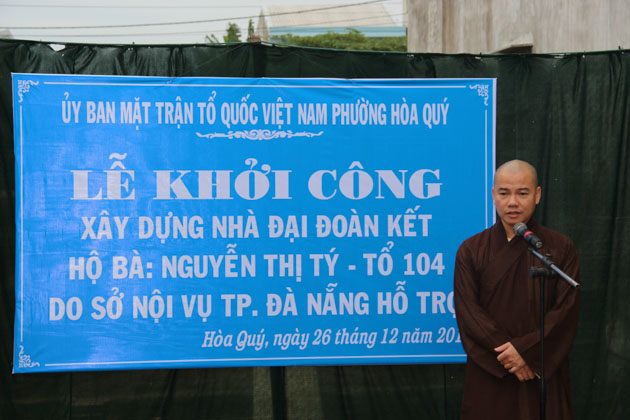 ỦY BAN MẶT TRẬN TỔ QUỐC VIỆT NAM PHƯỜNG HÒA QUÝ
LỄ KHỞI CÔNG
XÂY DỰNG NHÀ ĐẠI ĐOÀN KẾT
HỘ BÀ: NGUYỄN THỊ TÝ - TỔ 104
DO SỞ NỘI VỤ TP. ĐÀ NẴNG HỖ TRỢ
Hòa Quý, ngày 26 tháng 12 năm